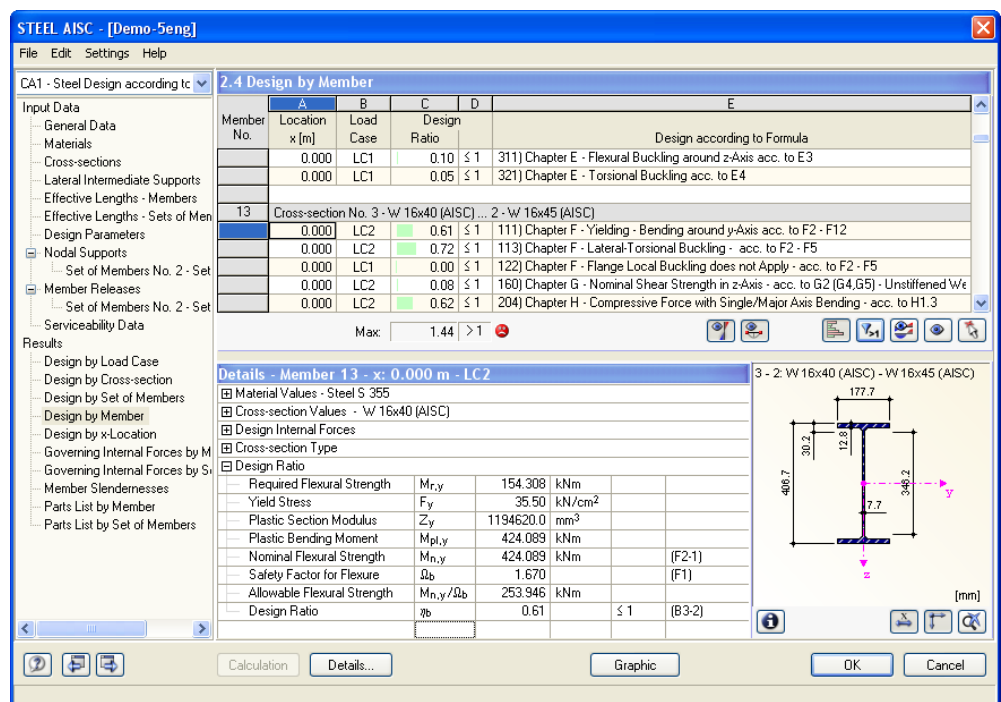 STEEL AISC - [Demo-5eng]
File Edit Settings Help
CA1 - Steel Design according tc
Input Data
General Data
Materials
Cross-sections
Lateral Intermediate Supports
Effective Lengths - Members
Effective Lengths - Sets of Men
Design Parameters
Nodal Supports
Set of Members No. 2 - Set
Member Releases
Set of Members No. 2 - Set
Serviceability Data
Results
Design by Load Case
Design by Cross-section
Design by Set of Members
Design by Member
Design by x-Location
Governing Internal Forces by M
Governing Internal Forces by S
Member Slendernesses
Parts List by Member
Parts List by Set of Members
2.4 Design by Member
A B C D E
Member Location Load Design
No. x [m] Case Ratio Design according to Formula
0.000 LC1 0.10 ≤ 1 311) Chapter E - Flexural Buckling around z-Axis acc. to E3
0.000 LC1 0.05 ≤ 1 321) Chapter E - Torsional Buckling acc. to E4
13 Cross-section No. 3 - W 16x40 (AISC) ... 2 - W 16x45 (AISC)
0.000 LC2 0.61 ≤ 1 111) Chapter F - Yielding - Bending around y-Axis acc. to F2 - F12
0.000 LC2 0.72 ≤ 1 113) Chapter F - Lateral-Torsional Buckling - acc. to F2 - F5
0.000 LC1 0.00 ≤ 1 122) Chapter F - Flange Local Buckling does not Apply - acc. to F2 - F5
0.000 LC2 0.08 ≤ 1 160) Chapter G - Nominal Shear Strength in z-Axis - acc. to G2 (G4,G5) - Unstiffened We
0.000 LC2 0.62 ≤ 1 204) Chapter H - Compressive Force with Single/Major Axis Bending - acc. to H1.3
Max: 1.44 > 1
Details - Member 13 - x: 0.000 m - LC2
Material Values - Steel S 355
Cross-section Values - W 16x40 (AISC)
Design Internal Forces
Cross-section Type
Design Ratio
Required Flexural Strength Mr,y 154.308 kNm
Yield Stress Fy 35.50 kN/cm²
Plastic Section Modulus Zy 1194620.0 mm³
Plastic Bending Moment Mpl,y 424.089 kNm
Nominal Flexural Strength Mn,y 424.089 kNm (F2-1)
Safety Factor for Flexure Ωb 1.670 (F1)
Allowable Flexural Strength Mn,y/Ωb 253.946 kNm
Design Ratio ηb 0.61 ≤ 1 (B3-2)
3 - 2: W 16x40 (AISC) - W 16x45 (AISC)
177.7
30.2
12.8
406.7
346.2
7.7
y
z
[mm]
Calculation Details... Graphic OK Cancel